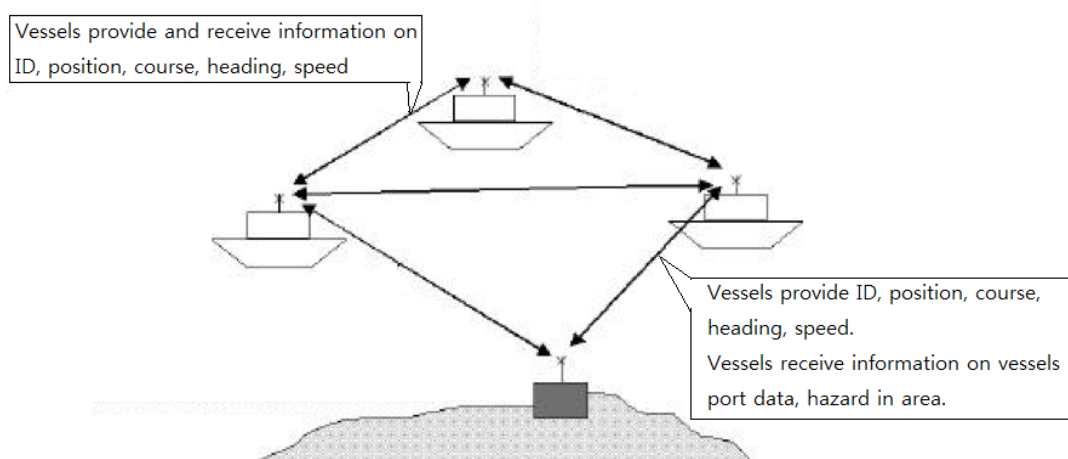 Vessels provide and receive information on
ID, position, course, heading, speed
Vessels provide ID, position, course,
heading, speed.
Vessels receive information on vessels
port data, hazard in area.